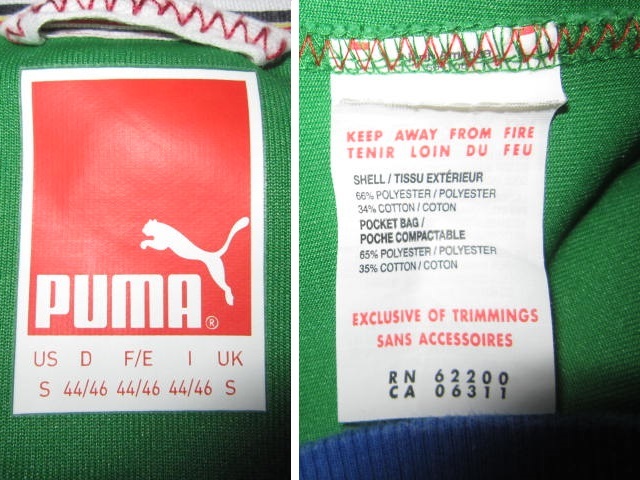 PUMA®
US D F/E I UK
S 44/46 44/46 44/46 S
KEEP AWAY FROM FIRE
TENIR LOIN DU FEU
SHELL / TISSU EXTÉRIEUR
66% POLYESTER / POLYESTER
34% COTTON / COTON
POCKET BAG /
POCHE COMPACTABLE
65% POLYESTER / POLYESTER
35% COTTON / COTON
EXCLUSIVE OF TRIMMINGS
SANS ACCESSOIRES
RN 62200
CA 06311